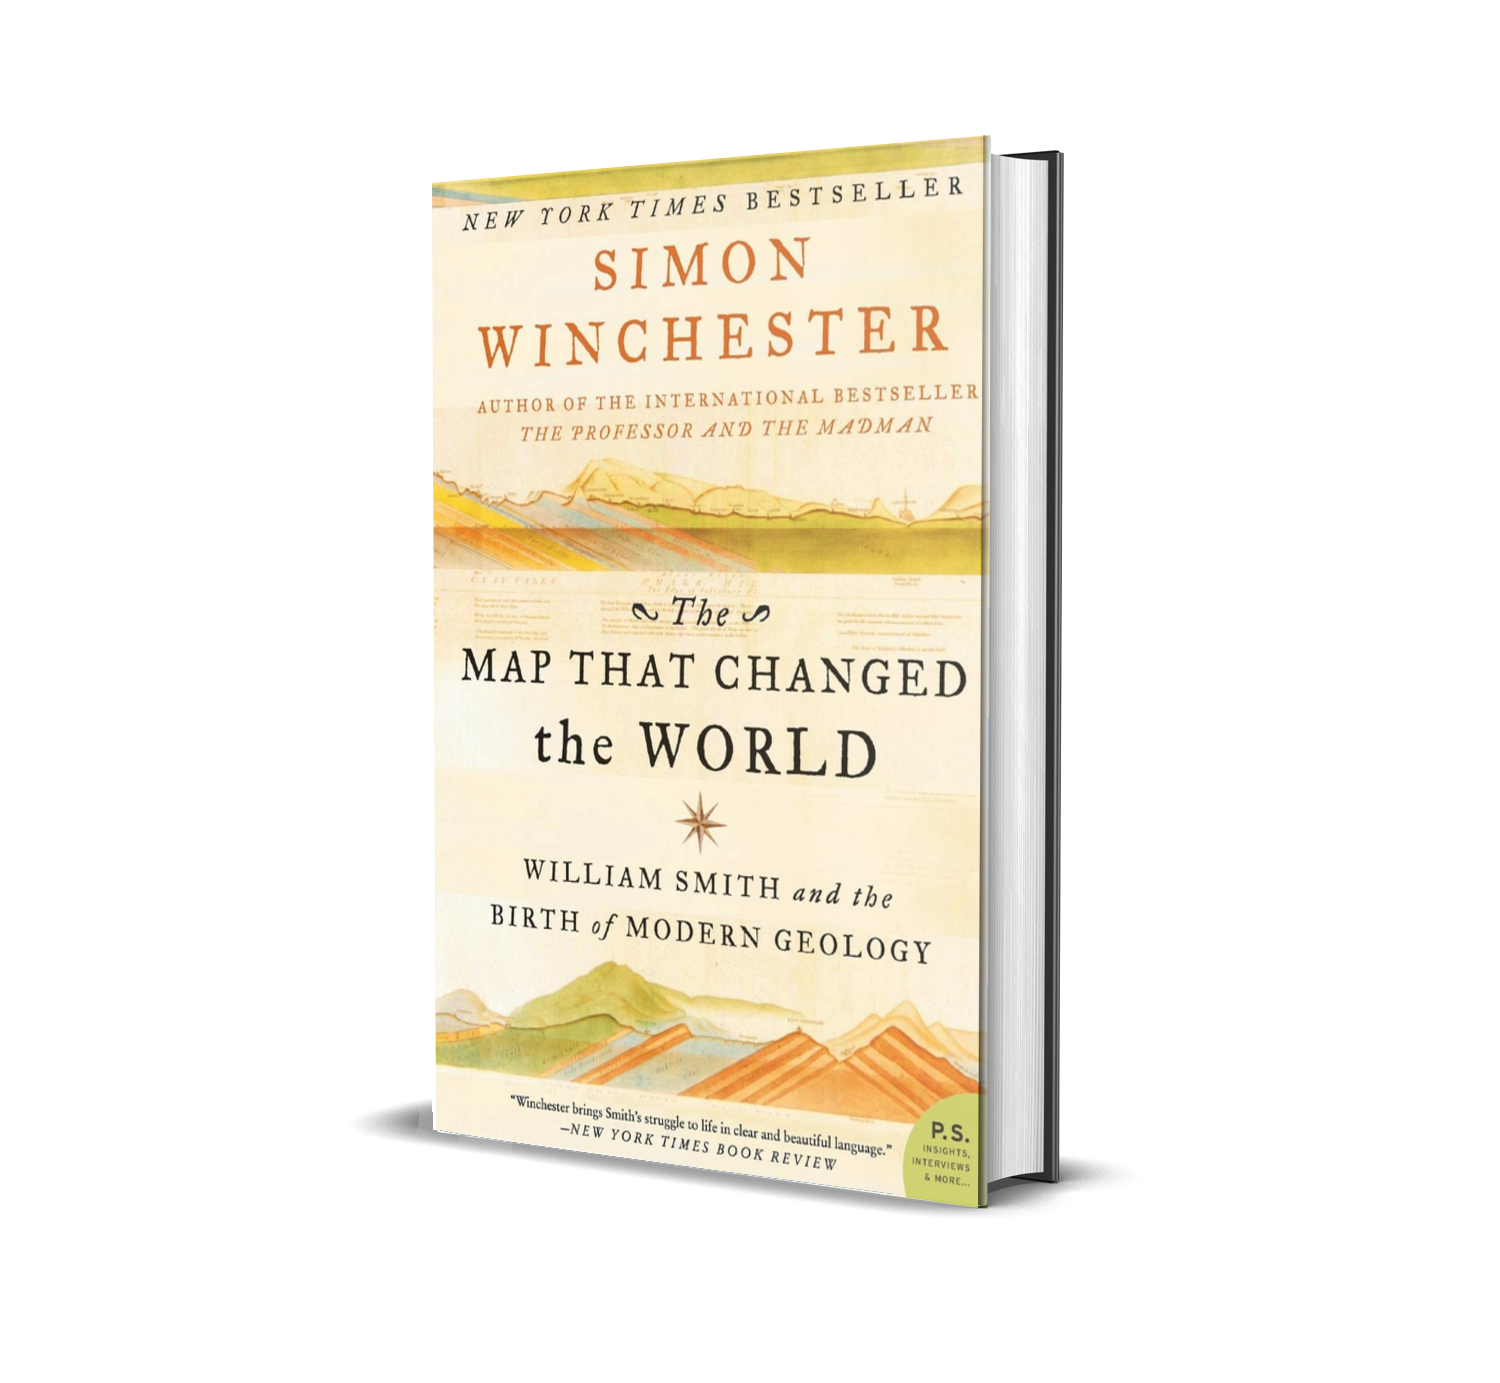 NEW YORK TIMES BESTSELLER
SIMON
WINCHESTER
AUTHOR OF THE INTERNATIONAL BESTSELLER
THE PROFESSOR AND THE MADMAN
The
MAP THAT CHANGED
the WORLD
WILLIAM SMITH and the
BIRTH of MODERN GEOLOGY
“Winchester brings Smith’s struggle to life in clear and beautiful language.”
—NEW YORK TIMES BOOK REVIEW
P.S.
INSIGHTS,
INTERVIEWS
& MORE...